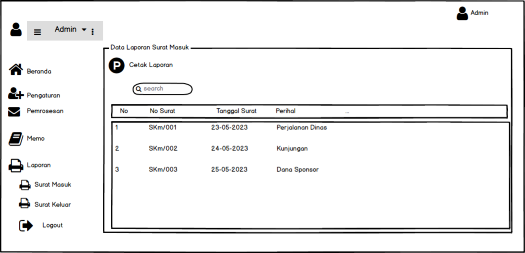 Admin
Admin
Data Laporan Surat Masuk
P Cetak Laporan
search
Beranda
Pengaturan
Pemrosesan
Memo
Laporan
Surat Masuk
Surat Keluar
Logout
No No Surat Tanggal Surat Perihal ...
1 SKm/001 23-05-2023 Perjalanan Dinas
2 SKm/002 24-05-2023 Kunjungan
3 SKm/003 25-05-2023 Dana Sponsor